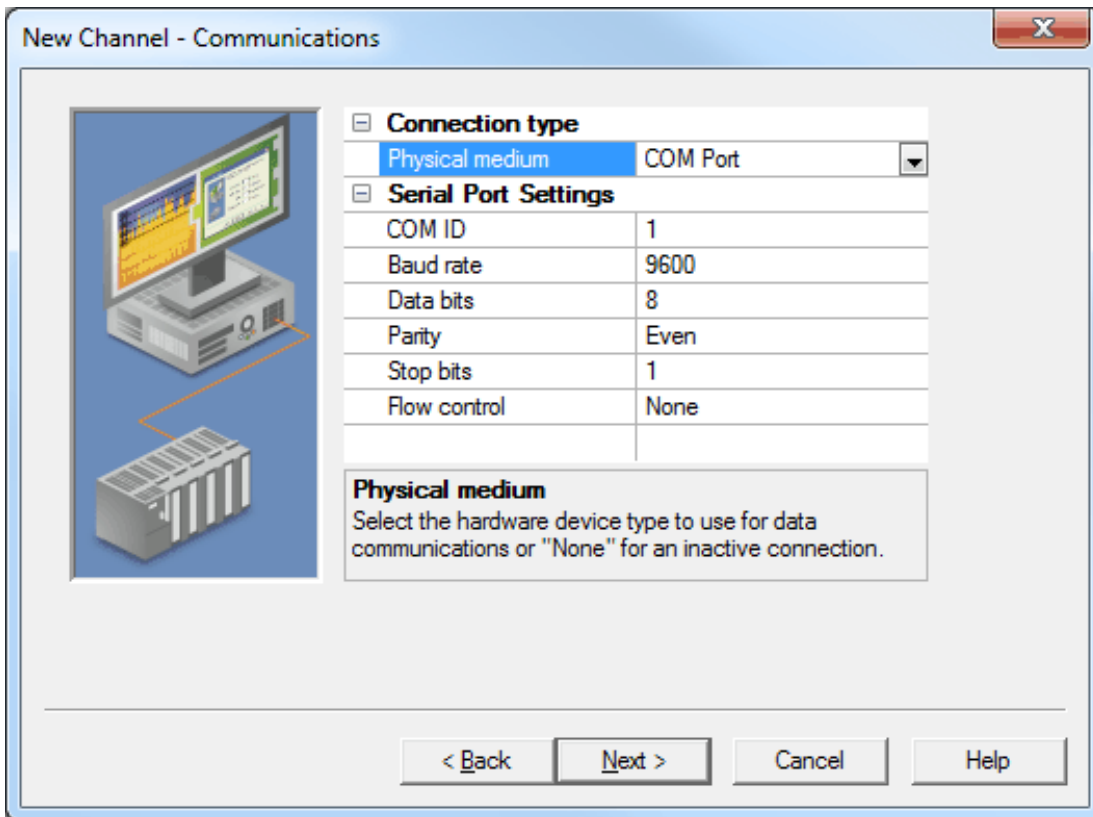 New Channel - Communications
Connection type
Physical medium COM Port
Serial Port Settings
COM ID 1
Baud rate 9600
Data bits 8
Parity Even
Stop bits 1
Flow control None
Physical medium
Select the hardware device type to use for data
communications or "None" for an inactive connection.
< Back Next > Cancel Help